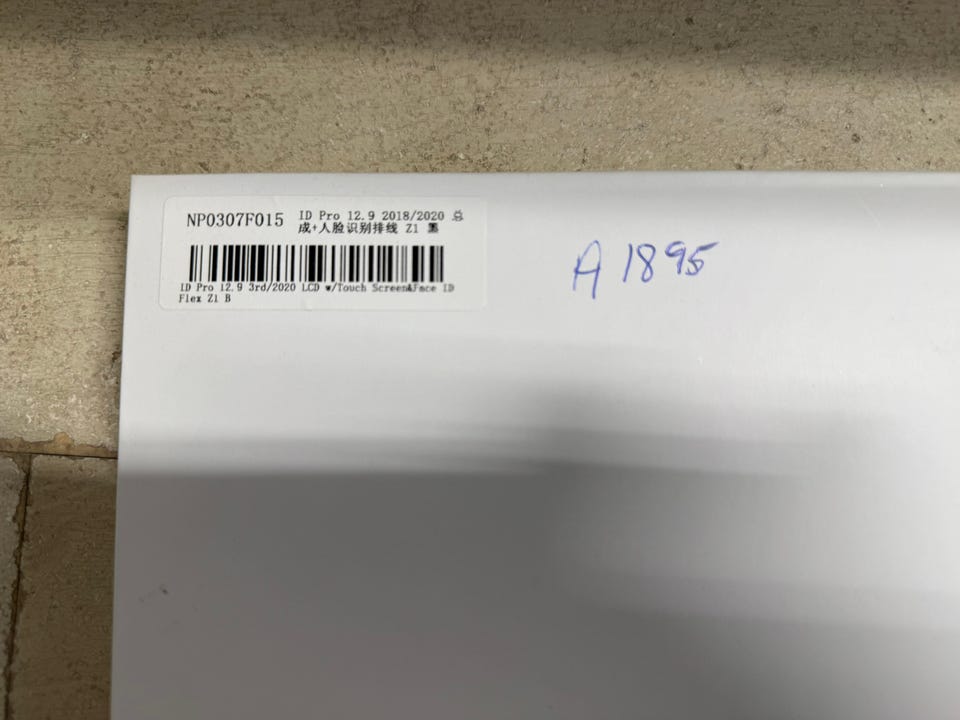 NP0307F015
ID Pro 12.9 2018/2020 总
成+人脸识别排线 Z1 黑
ID Pro 12.9 3rd/2020 LCD w/Touch Screen&Face ID
Flex Z1 B
A 1895